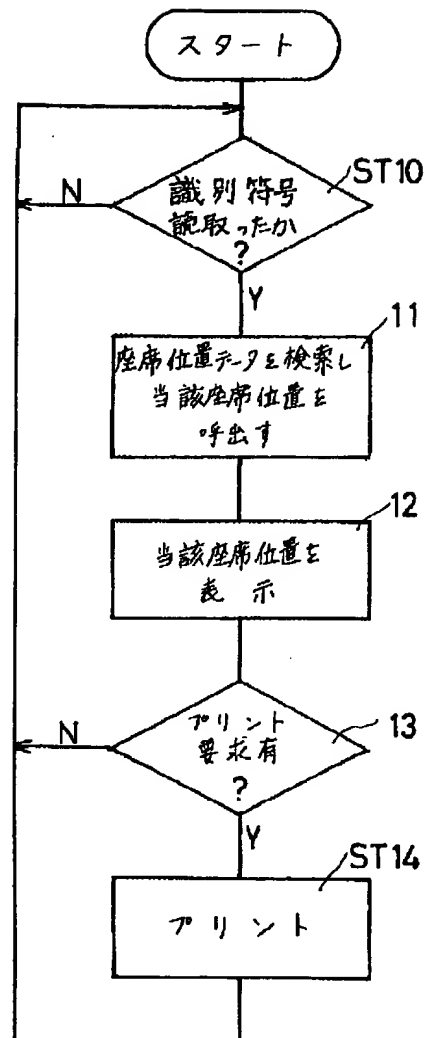 スタート
ST10
識別符号
読取ったか
?
N
Y
11
座席位置データを検索し
当該座席位置を
呼出す
12
当該座席位置を
表示
13
プリント
要求有
?
N
Y
ST14
プリント